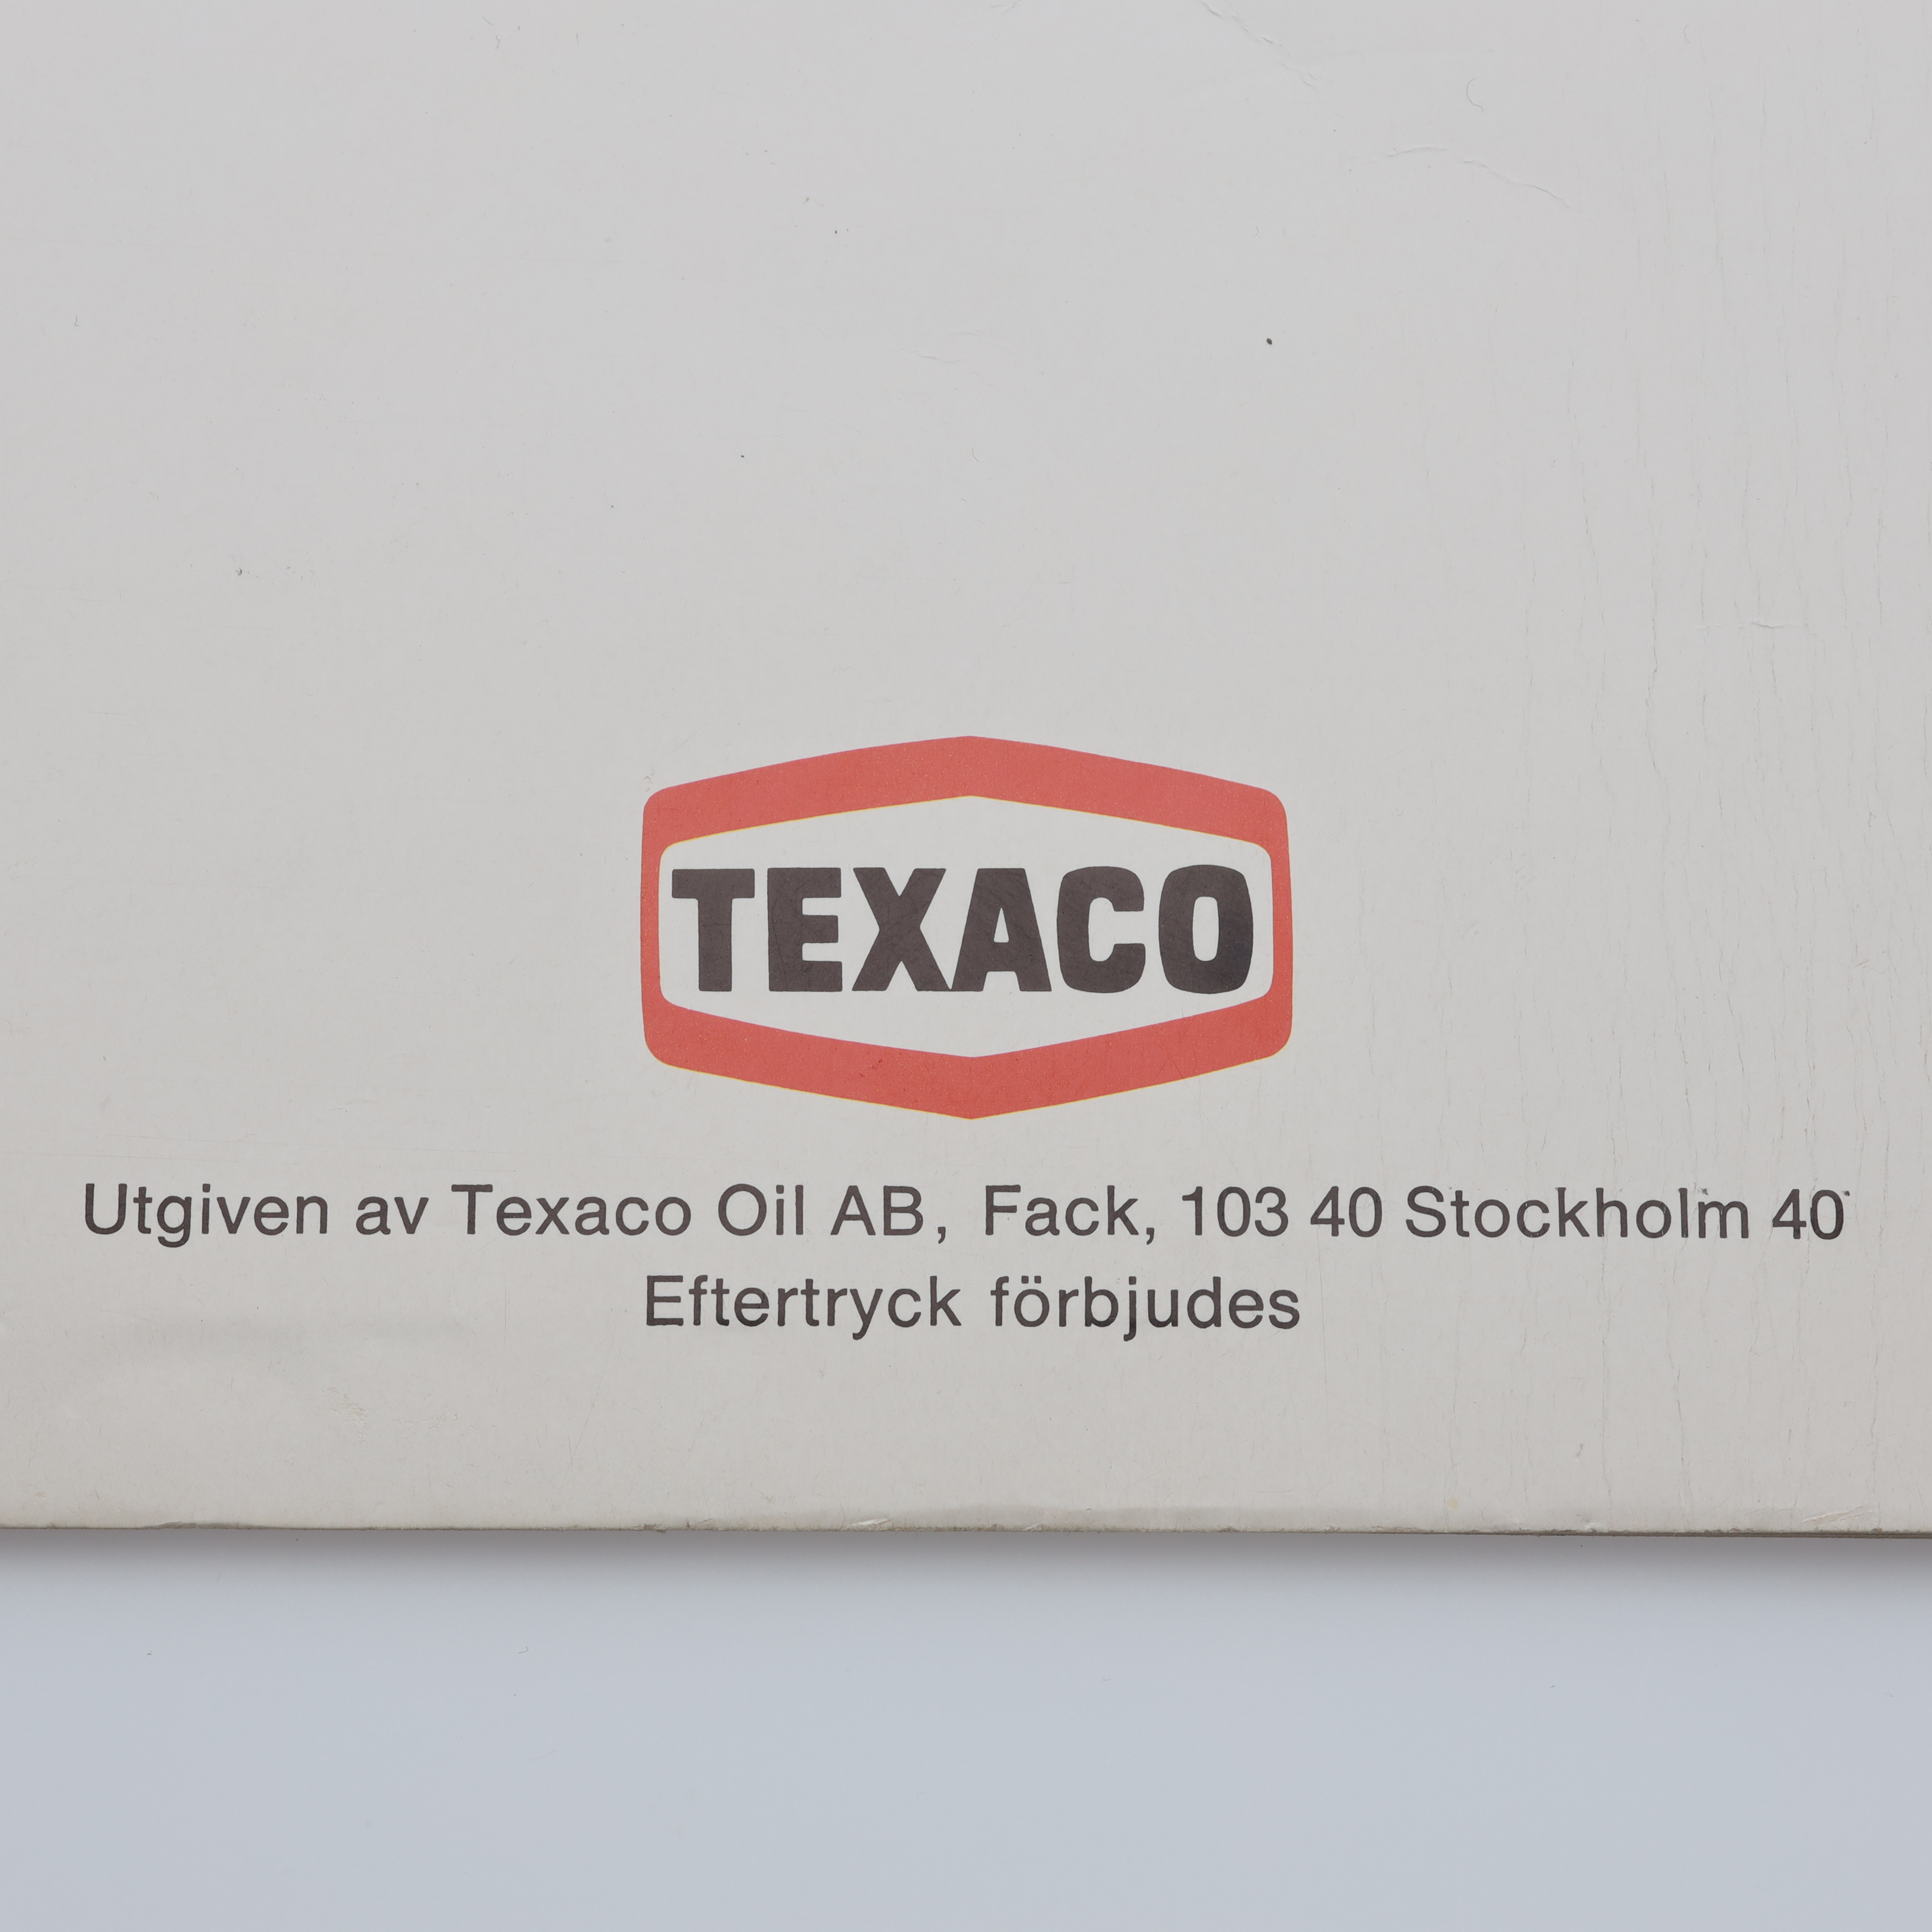 TEXACO
Utgiven av Texaco Oil AB, Fack, 103 40 Stockholm 40
Eftertryck förbjudes